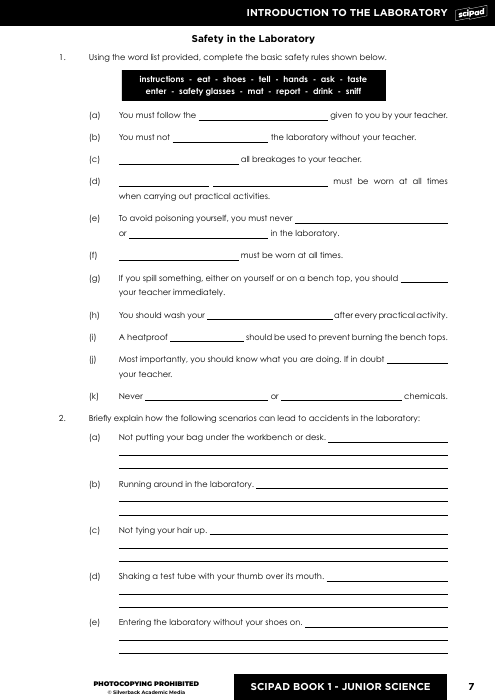 INTRODUCTION TO THE LABORATORY scipad
Safety in the Laboratory
1. Using the word list provided, complete the basic safety rules shown below.
instructions - eat - shoes - tell - hands - ask - taste
enter - safety glasses - mat - report - drink - sniff
(a) You must follow the given to you by your teacher.
(b) You must not the laboratory without your teacher.
(c) all breakages to your teacher.
(d) must be worn at all times
when carrying out practical activities.
(e) To avoid poisoning yourself, you must never
or in the laboratory.
(f) must be worn at all times.
(g) If you spill something, either on yourself or on a bench top, you should
your teacher immediately.
(h) You should wash your after every practical activity.
(i) A heatproof should be used to prevent burning the bench tops.
(j) Most importantly, you should know what you are doing. If in doubt
your teacher.
(k) Never or chemicals.
2. Briefly explain how the following scenarios can lead to accidents in the laboratory:
(a) Not putting your bag under the workbench or desk.
(b) Running around in the laboratory.
(c) Not tying your hair up.
(d) Shaking a test tube with your thumb over its mouth.
(e) Entering the laboratory without your shoes on.
PHOTOCOPYING PROHIBITED
© Silverback Academic Media
SCIPAD BOOK 1 - JUNIOR SCIENCE 7